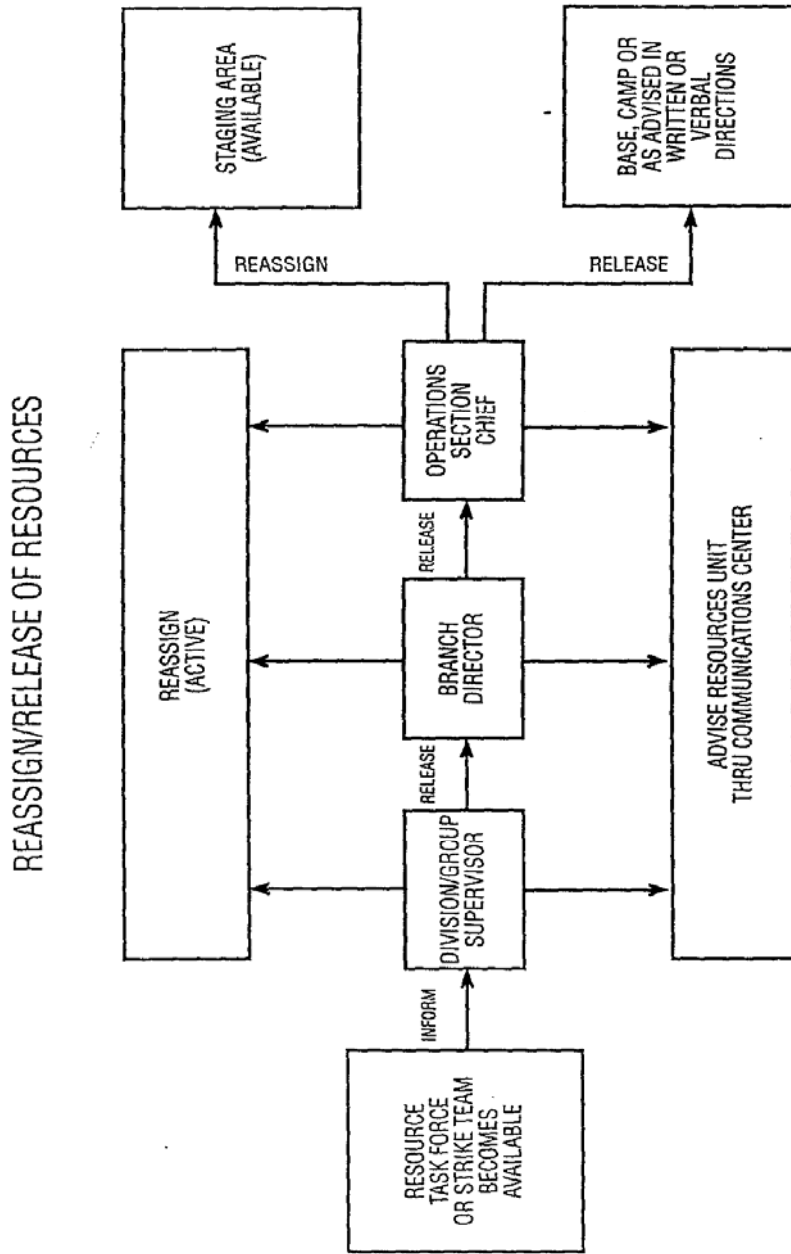 REASSIGN/RELEASE OF RESOURCES
REASSIGN
(ACTIVE)
STAGING AREA
(AVAILABLE)
REASSIGN
RESOURCE
TASK FORCE
OR STRIKE TEAM
BECOMES
AVAILABLE
INFORM
DIVISION/GROUP
SUPERVISOR
RELEASE
BRANCH
DIRECTOR
RELEASE
OPERATIONS
SECTION
CHIEF
RELEASE
ADVISE RESOURCES UNIT
THRU COMMUNICATIONS CENTER
BASE, CAMP OR
AS ADVISED IN
WRITTEN OR
VERBAL
DIRECTIONS